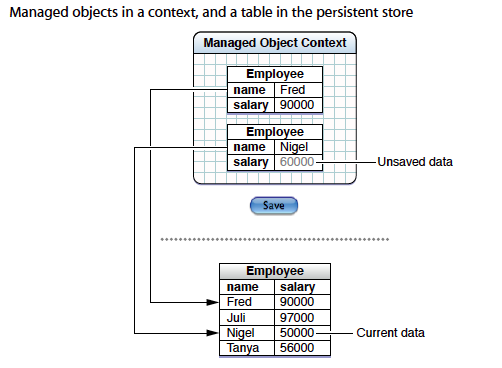 Managed objects in a context, and a table in the persistent store
Managed Object Context
Employee
name Fred
salary 90000
Employee
name Nigel
salary 60000 Unsaved data
Save
Employee
name salary
Fred 90000
Juli 97000
Nigel 50000 Current data
Tanya 56000